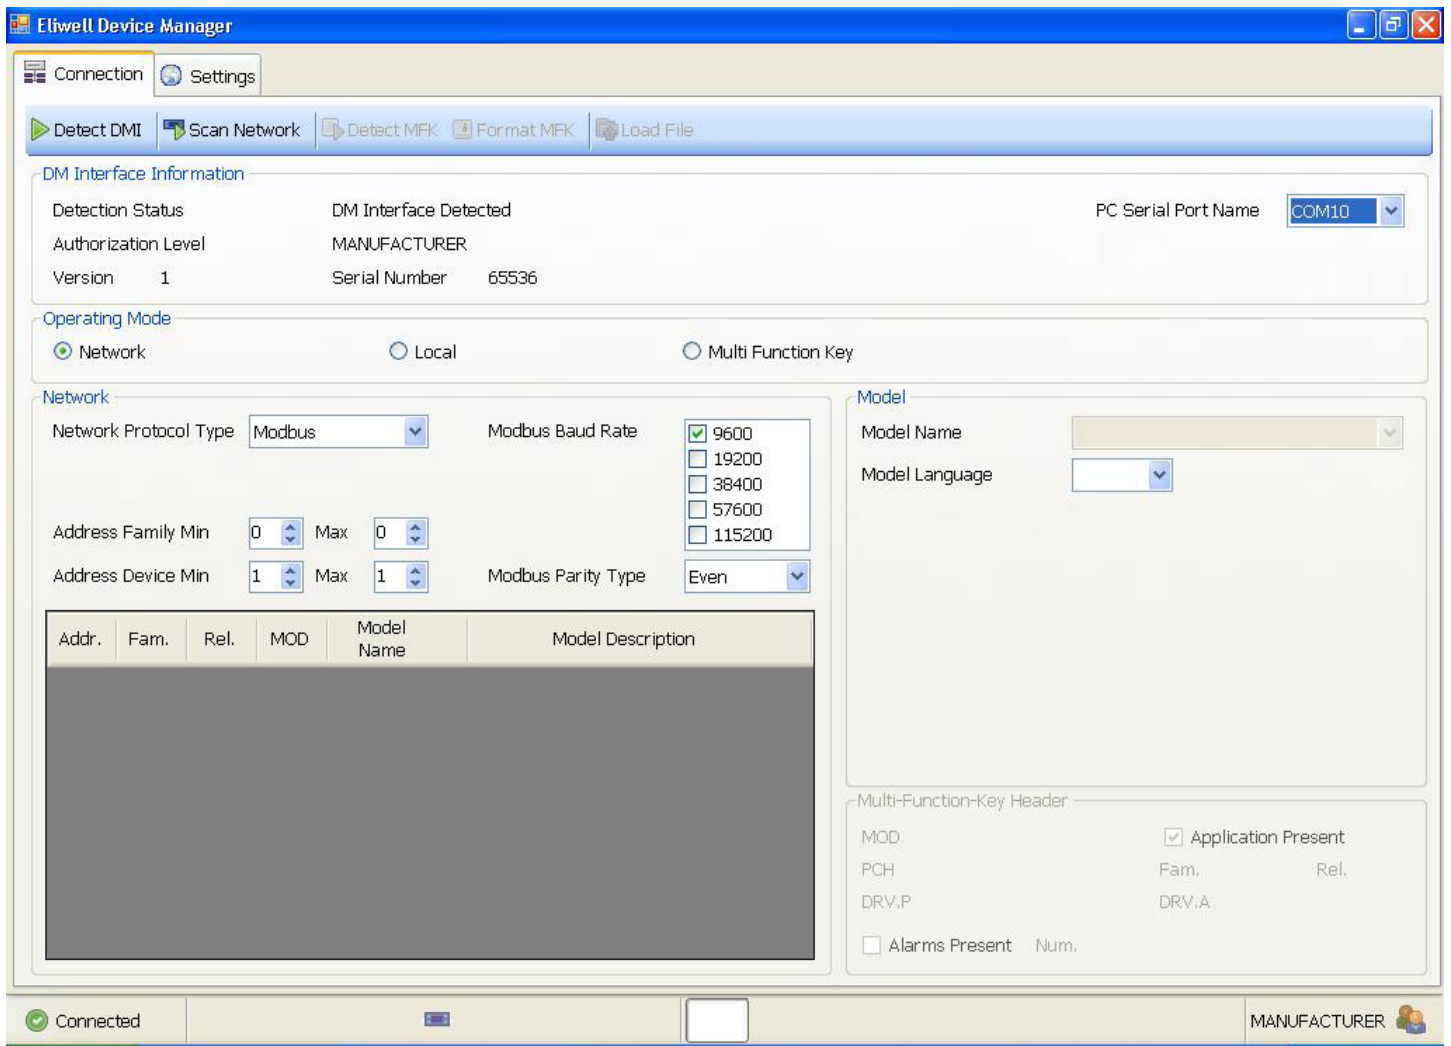 Eliwell Device Manager
Connection Settings
Detect DMI Scan Network Detect MFK Format MFK Load File
DM Interface Information
Detection Status DM Interface Detected PC Serial Port Name COM10
Authorization Level MANUFACTURER
Version 1 Serial Number 65536
Operating Mode
Network Local Multi Function Key
Network
Network Protocol Type Modbus Modbus Baud Rate 9600
19200
38400
57600
115200
Address Family Min 0 Max 0
Address Device Min 1 Max 1 Modbus Parity Type Even
Addr. Fam. Rel. MOD Model Name Model Description
Model
Model Name
Model Language
Multi-Function-Key Header
MOD Application Present
PCH Fam. Rel.
DRV.P DRV.A
Alarms Present Num.
Connected MANUFACTURER